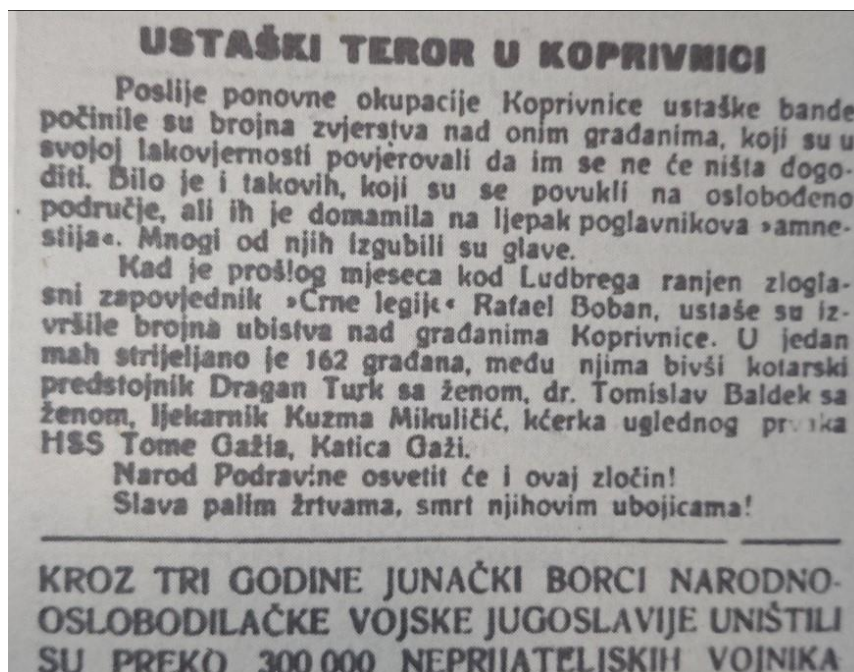 USTAŠKI TEROR U KOPRIVNICI
Poslije ponovne okupacije Koprivnice ustaške bande
počinile su brojna zvjerstva nad onim građanima, koji su u
svojoj lakovjernosti povjerovali da im se ne će ništa dogo-
diti. Bilo je i takovih, koji su se povukli na oslobođeno
područje, ali ih je domamila na ljepak poglavnikova »amne-
stija«. Mnogi od njih izgubili su glave.
Kad je prošlog mjeseca kod Ludbrega ranjen zlogla-
sni zapovjednik »Crne legije« Rafael Boban, ustaše su iz-
vršile brojna ubistva nad građanima Koprivnice. U jedan
mah strijeljano je 162 građana, među njima bivši kotarski
predstojnik Dragan Turk sa ženom, dr. Tomislav Baldek sa
ženom, ljekarnik Kuzma Mikuličić, kćerka uglednog
HSS Tome Gažia, Katica Gaži.
Narod Podravine osvetit će i ovaj zločin!
Slava palim žrtvama, smrt njihovim ubojicama!
KROZ TRI GODINE JUNAČKI BORCI NARODNO-
OSLOBODILAČKE VOJSKE JUGOSLAVIJE UNIŠTILI
SU PREKO 300 000 NEPRIJATELJSKIH VOJNIKA